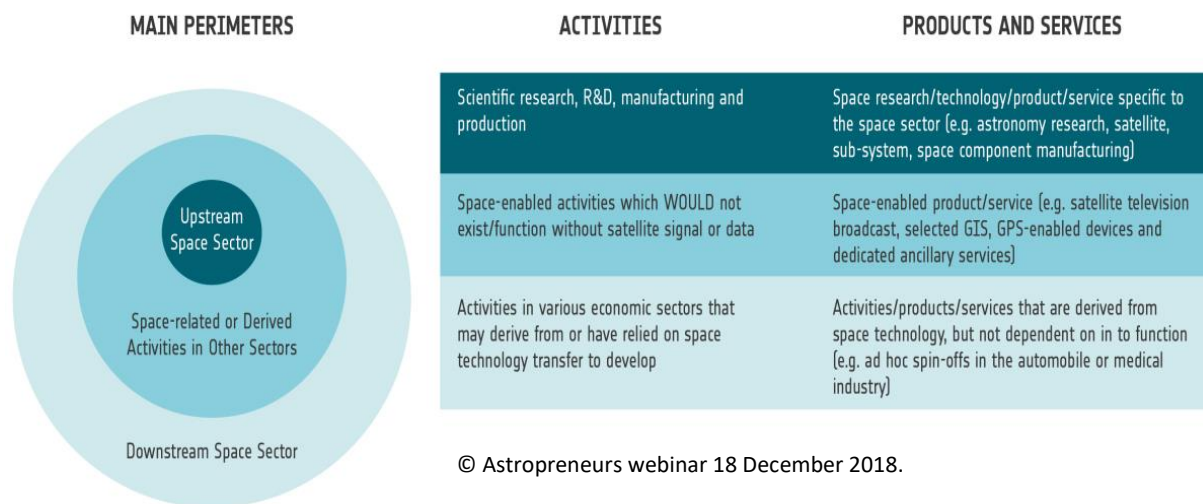 MAIN PERIMETERS
ACTIVITIES
PRODUCTS AND SERVICES
Upstream
Space Sector
Space-related or Derived
Activities in Other Sectors
Downstream Space Sector
Scientific research, R&D, manufacturing and
production
Space research/technology/product/service specific to
the space sector (e.g. astronomy research, satellite,
sub-system, space component manufacturing)
Space-enabled activities which WOULD not
exist/function without satellite signal or data
Space-enabled product/service (e.g. satellite television
broadcast, selected GIS, GPS-enabled devices and
dedicated ancillary services)
Activities in various economic sectors that
may derive from or have relied on space
technology transfer to develop
Activities/products/services that are derived from
space technology, but not dependent on in to function
(e.g. ad hoc spin-offs in the automobile or medical
industry)
© Astropreneurs webinar 18 December 2018.